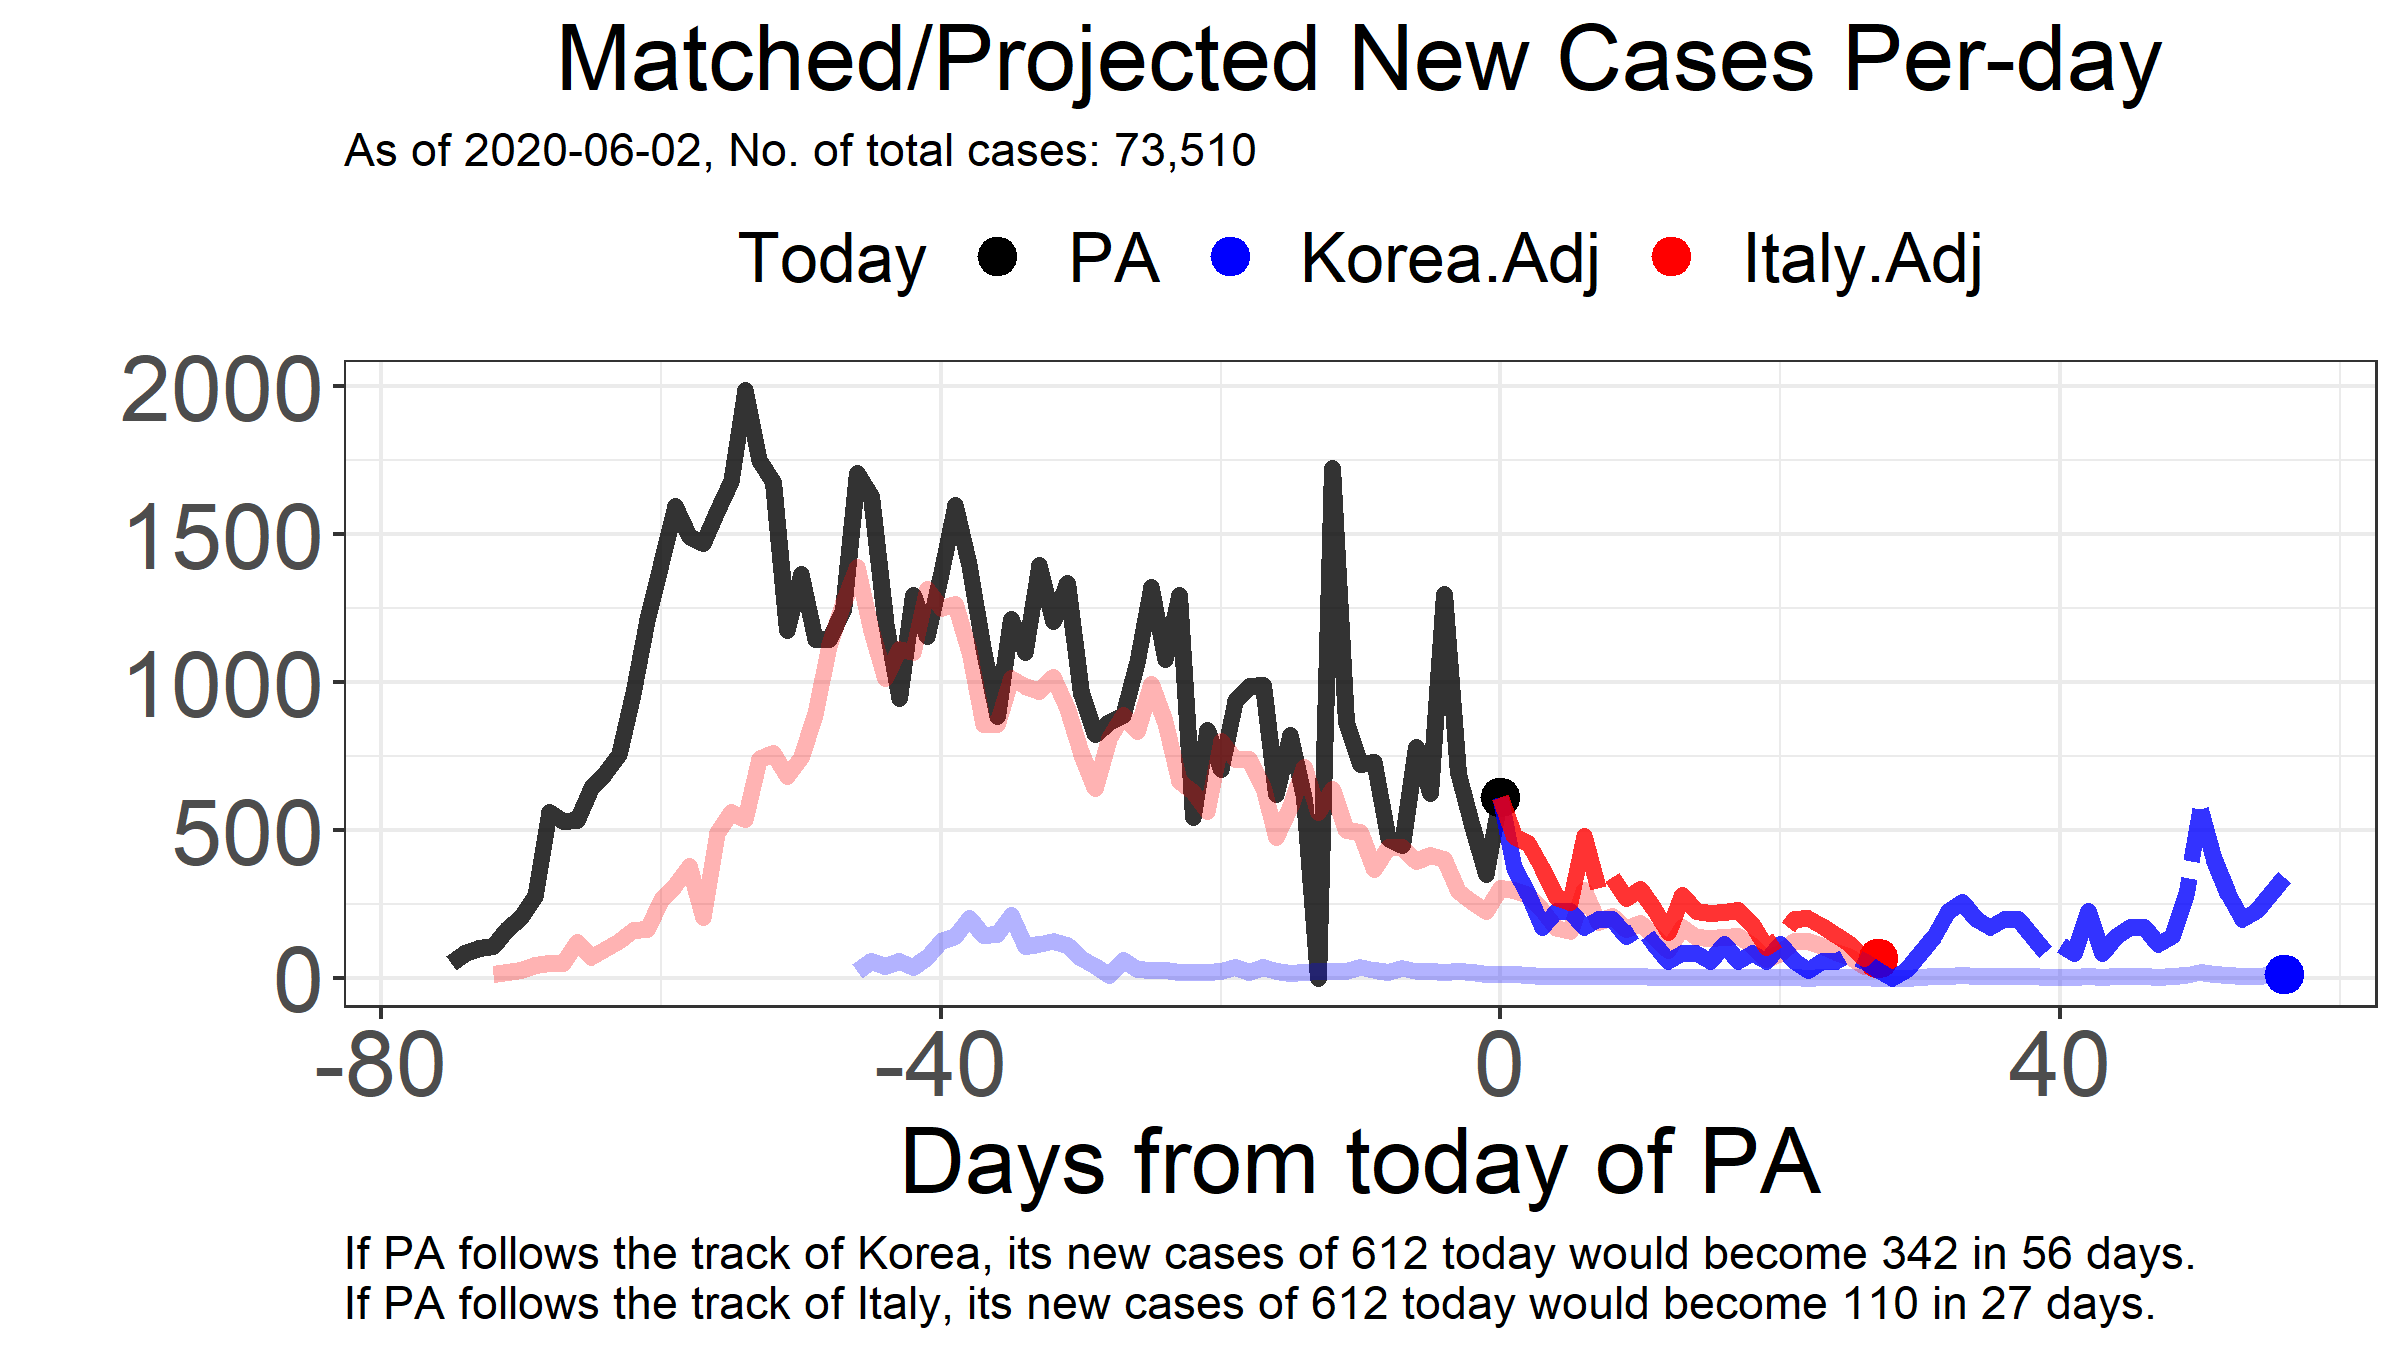 Matched/Projected New Cases Per-day
As of 2020-06-02, No. of total cases: 73,510
Today PA Korea.Adj Italy.Adj
2000
1500
1000
500
0
-80 -40 0 40
Days from today of PA
If PA follows the track of Korea, its new cases of 612 today would become 342 in 56 days.
If PA follows the track of Italy, its new cases of 612 today would become 110 in 27 days.